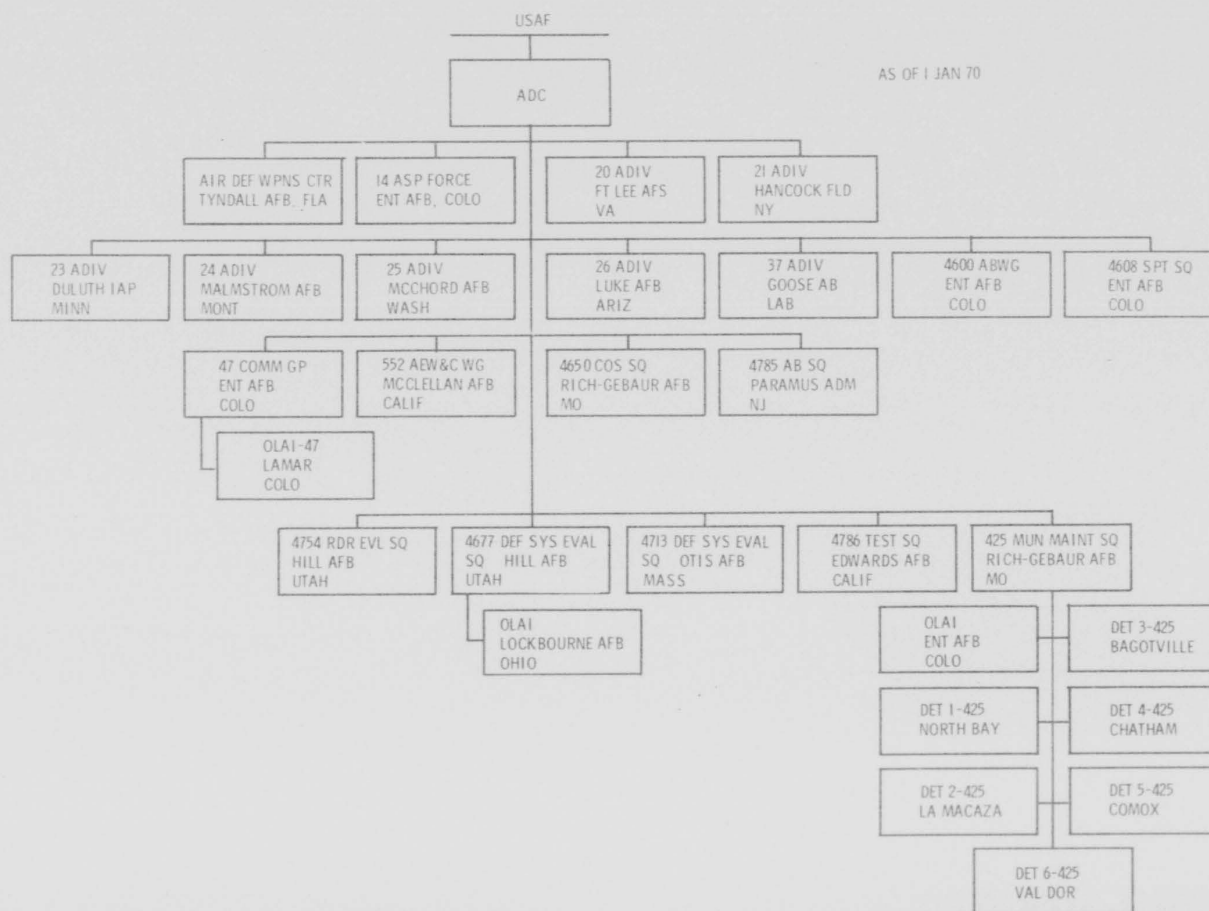 USAF
ADC
AS OF 1 JAN 70
AIR DEF WPNS CTR
TYNDALL AFB, FLA
14 ASP FORCE
ENT AFB, COLO
20 ADIV
FT LEE AFS
VA
21 ADIV
HANCOCK FLD
NY
23 ADIV
DULUTH IAP
MINN
24 ADIV
MALMSTROM AFB
MONT
25 ADIV
MCCHORD AFB
WASH
26 ADIV
LUKE AFB
ARIZ
37 ADIV
GOOSE AB
LAB
4600 ABWG
ENT AFB
COLO
4608 SPT SQ
ENT AFB
COLO
47 COMM GP
ENT AFB
COLO
552 AEW&C WG
MCCLELLAN AFB
CALIF
4650 COS SQ
RICH-GEBAUR AFB
MO
4785 AB SQ
PARAMUS ADM
NJ
OLAI-47
LAMAR
COLO
4754 RDR EVL SQ
HILL AFB
UTAH
4677 DEF SYS EVAL
SQ HILL AFB
UTAH
4713 DEF SYS EVAL
SQ OTIS AFB
MASS
4786 TEST SQ
EDWARDS AFB
CALIF
425 MUN MAINT SQ
RICH-GEBAUR AFB
MO
OLAI
LOCKBOURNE AFB
OHIO
OLAI
ENT AFB
COLO
DET 3-425
BAGOTVILLE
DET 1-425
NORTH BAY
DET 4-425
CHATHAM
DET 2-425
LA MACAZA
DET 5-425
COMOX
DET 6-425
VAL DOR